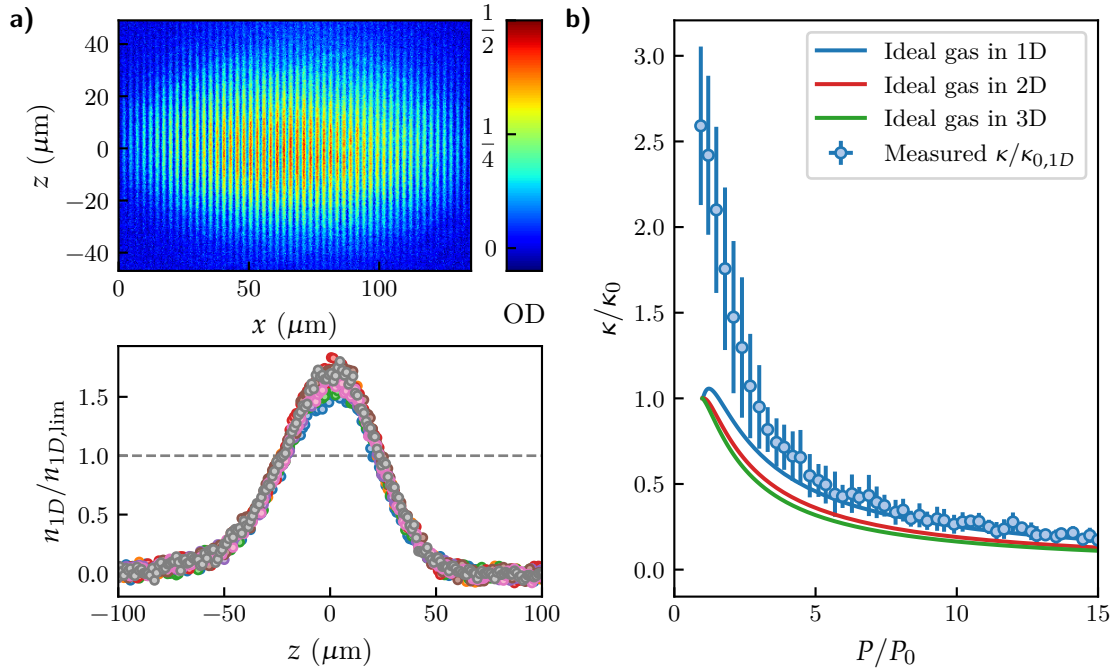 a)
40
20
0
−20
−40
z (μm)
0
50
100
x (μm)
1/2
1/4
0
OD
1.5
1.0
0.5
0.0
n1D/n1D,lim
−100
−50
0
50
100
z (μm)
b)
3.0
2.5
2.0
1.5
1.0
0.5
0.0
κ/κ0
Ideal gas in 1D
Ideal gas in 2D
Ideal gas in 3D
Measured κ/κ0,1D
0
5
10
15
P/P0